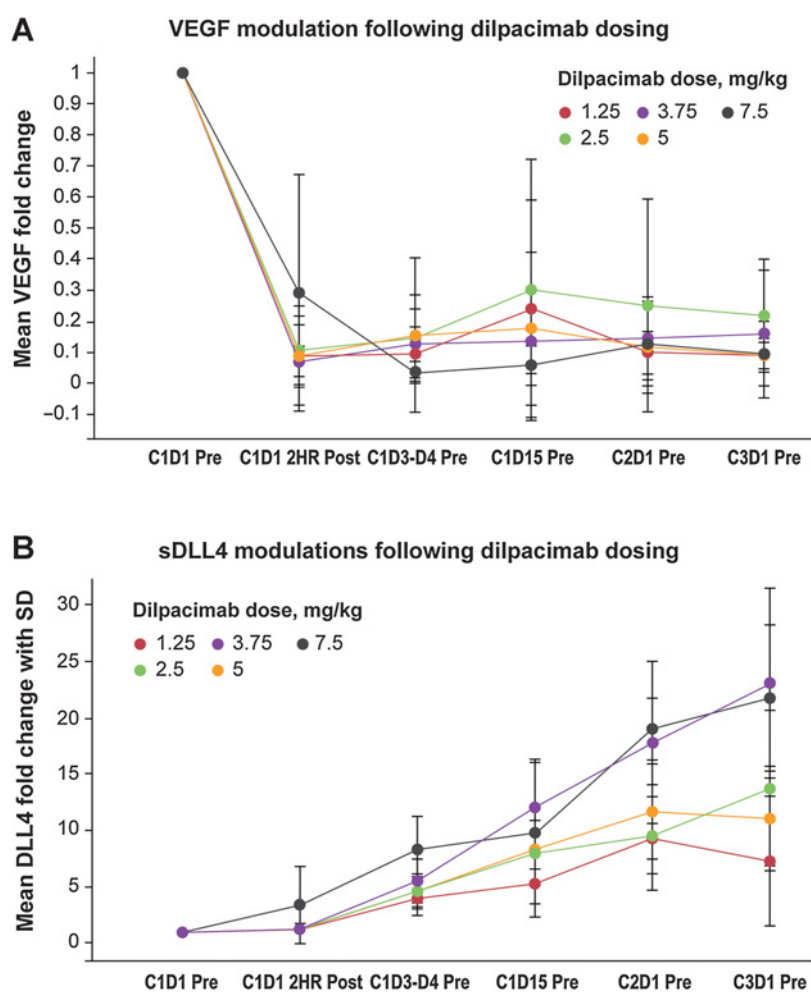 A
VEGF modulation following dilpacimab dosing
Mean VEGF fold change
1
0.9
0.8
0.7
0.6
0.5
0.4
0.3
0.2
0.1
0
–0.1
Dilpacimab dose, mg/kg
1.25 3.75 7.5
2.5 5
C1D1 Pre C1D1 2HR Post C1D3-D4 Pre C1D15 Pre C2D1 Pre C3D1 Pre
B
sDLL4 modulations following dilpacimab dosing
Mean DLL4 fold change with SD
30
25
20
15
10
5
0
Dilpacimab dose, mg/kg
1.25 3.75 7.5
2.5 5
C1D1 Pre C1D1 2HR Post C1D3-D4 Pre C1D15 Pre C2D1 Pre C3D1 Pre